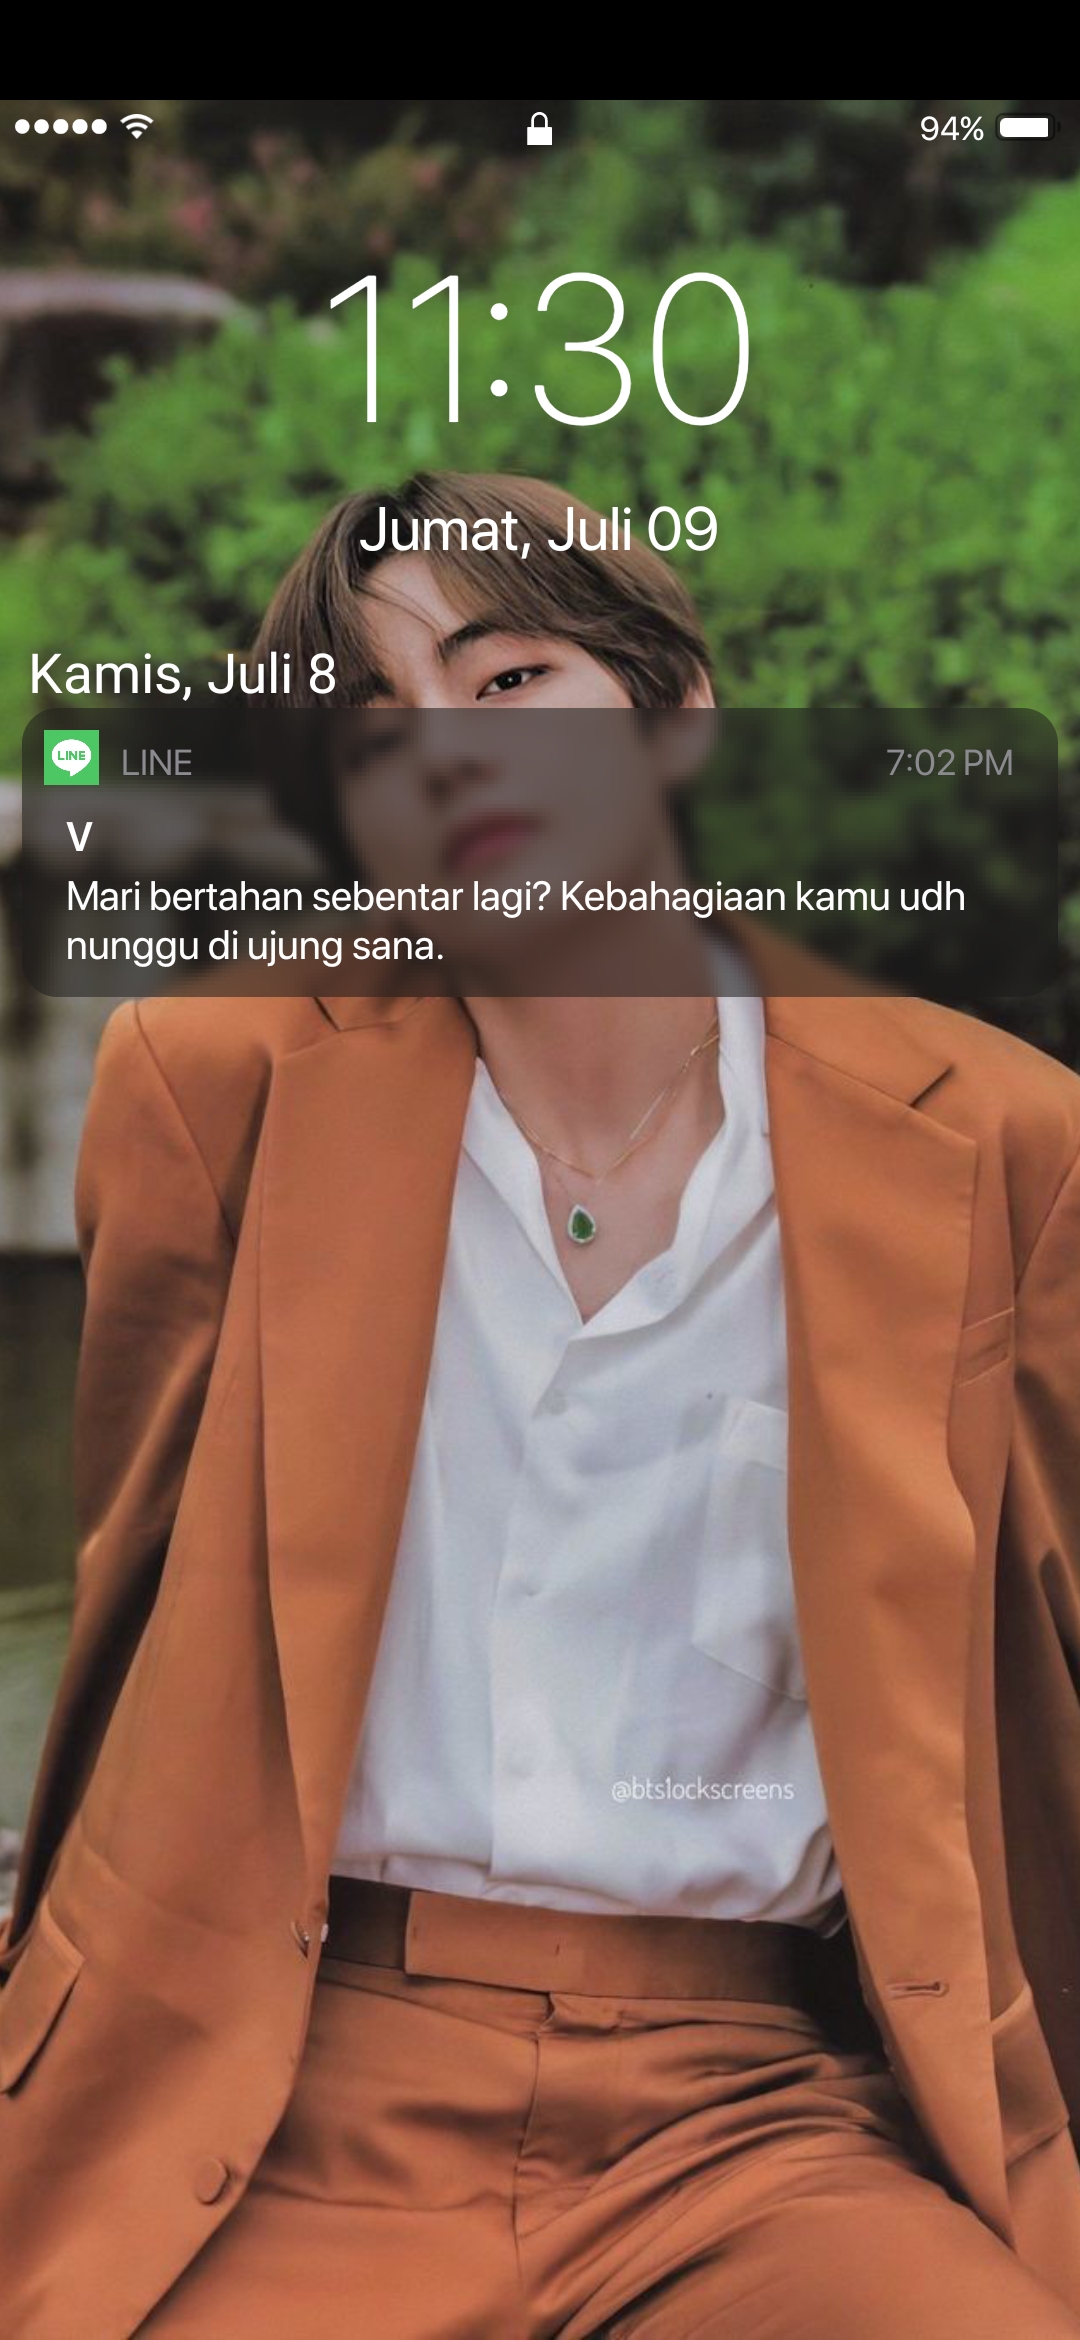 94%
11:30
Jumat, Juli 09
Kamis, Juli 8
LINE LINE 7:02 PM
V
Mari bertahan sebentar lagi? Kebahagiaan kamu udh
nunggu di ujung sana.
@bts1ockscreens